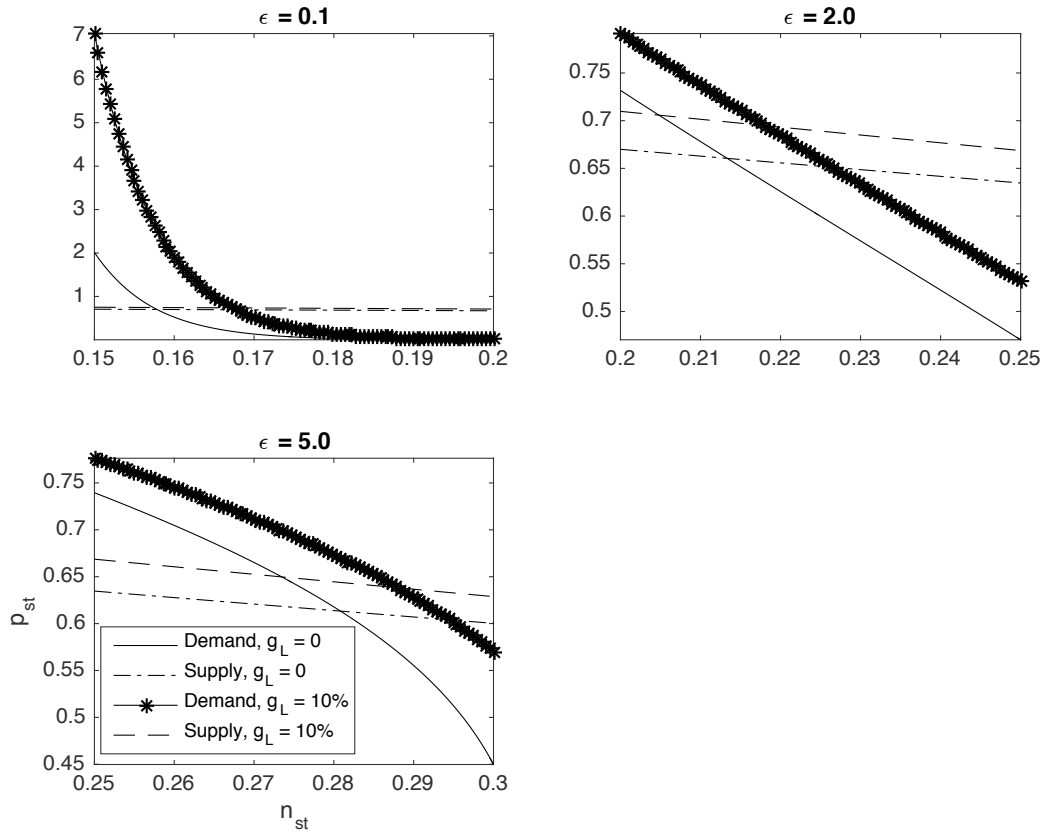 ϵ = 0.1
7
6
5
4
3
2
1
0.15 0.16 0.17 0.18 0.19 0.2
ϵ = 2.0
0.75
0.7
0.65
0.6
0.55
0.5
0.2 0.21 0.22 0.23 0.24 0.25
ϵ = 5.0
0.75
0.7
0.65
0.6
0.55
0.5
0.45
p_st
Demand, g_L = 0
Supply, g_L = 0
Demand, g_L = 10%
Supply, g_L = 10%
0.25 0.26 0.27 0.28 0.29 0.3
n_st